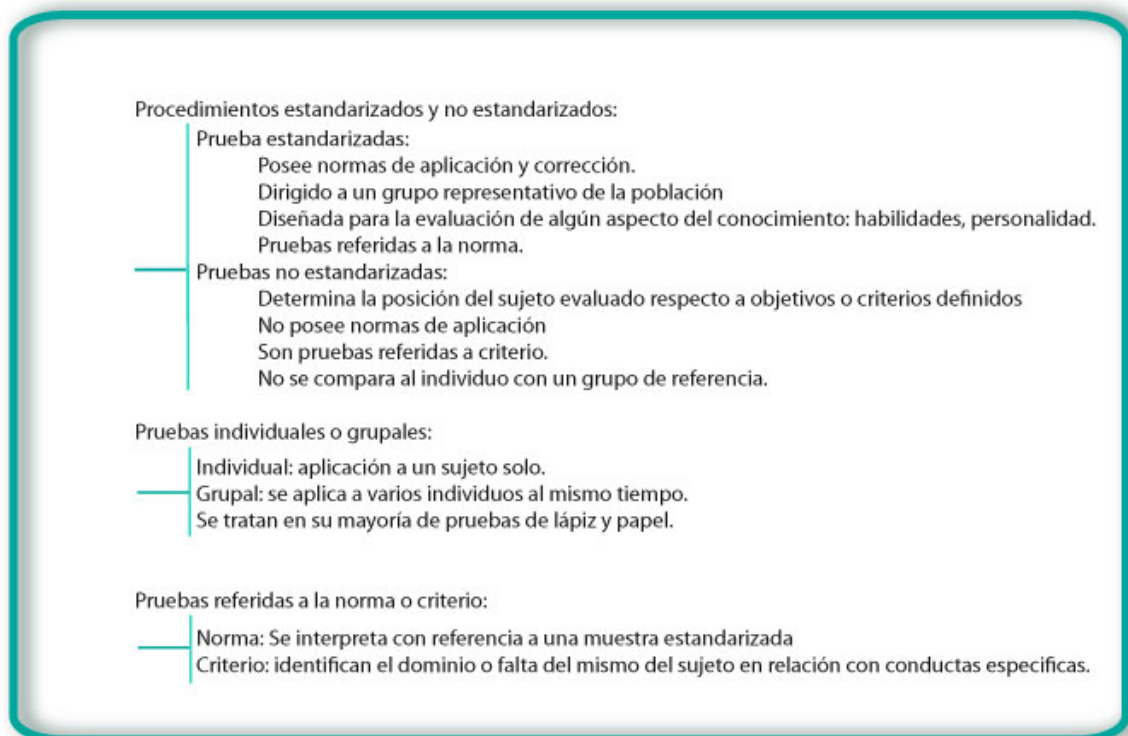 Procedimientos estandarizados y no estandarizados:
Prueba estandarizadas:
Posee normas de aplicación y corrección.
Dirigido a un grupo representativo de la población
Diseñada para la evaluación de algún aspecto del conocimiento: habilidades, personalidad.
Pruebas referidas a la norma.
Pruebas no estandarizadas:
Determina la posición del sujeto evaluado respecto a objetivos o criterios definidos
No posee normas de aplicación
Son pruebas referidas a criterio.
No se compara al individuo con un grupo de referencia.
Pruebas individuales o grupales:
Individual: aplicación a un sujeto solo.
Grupal: se aplica a varios individuos al mismo tiempo.
Se tratan en su mayoría de pruebas de lápiz y papel.
Pruebas referidas a la norma o criterio:
Norma: Se interpreta con referencia a una muestra estandarizada
Criterio: identifican el dominio o falta del mismo del sujeto en relación con conductas especificas.